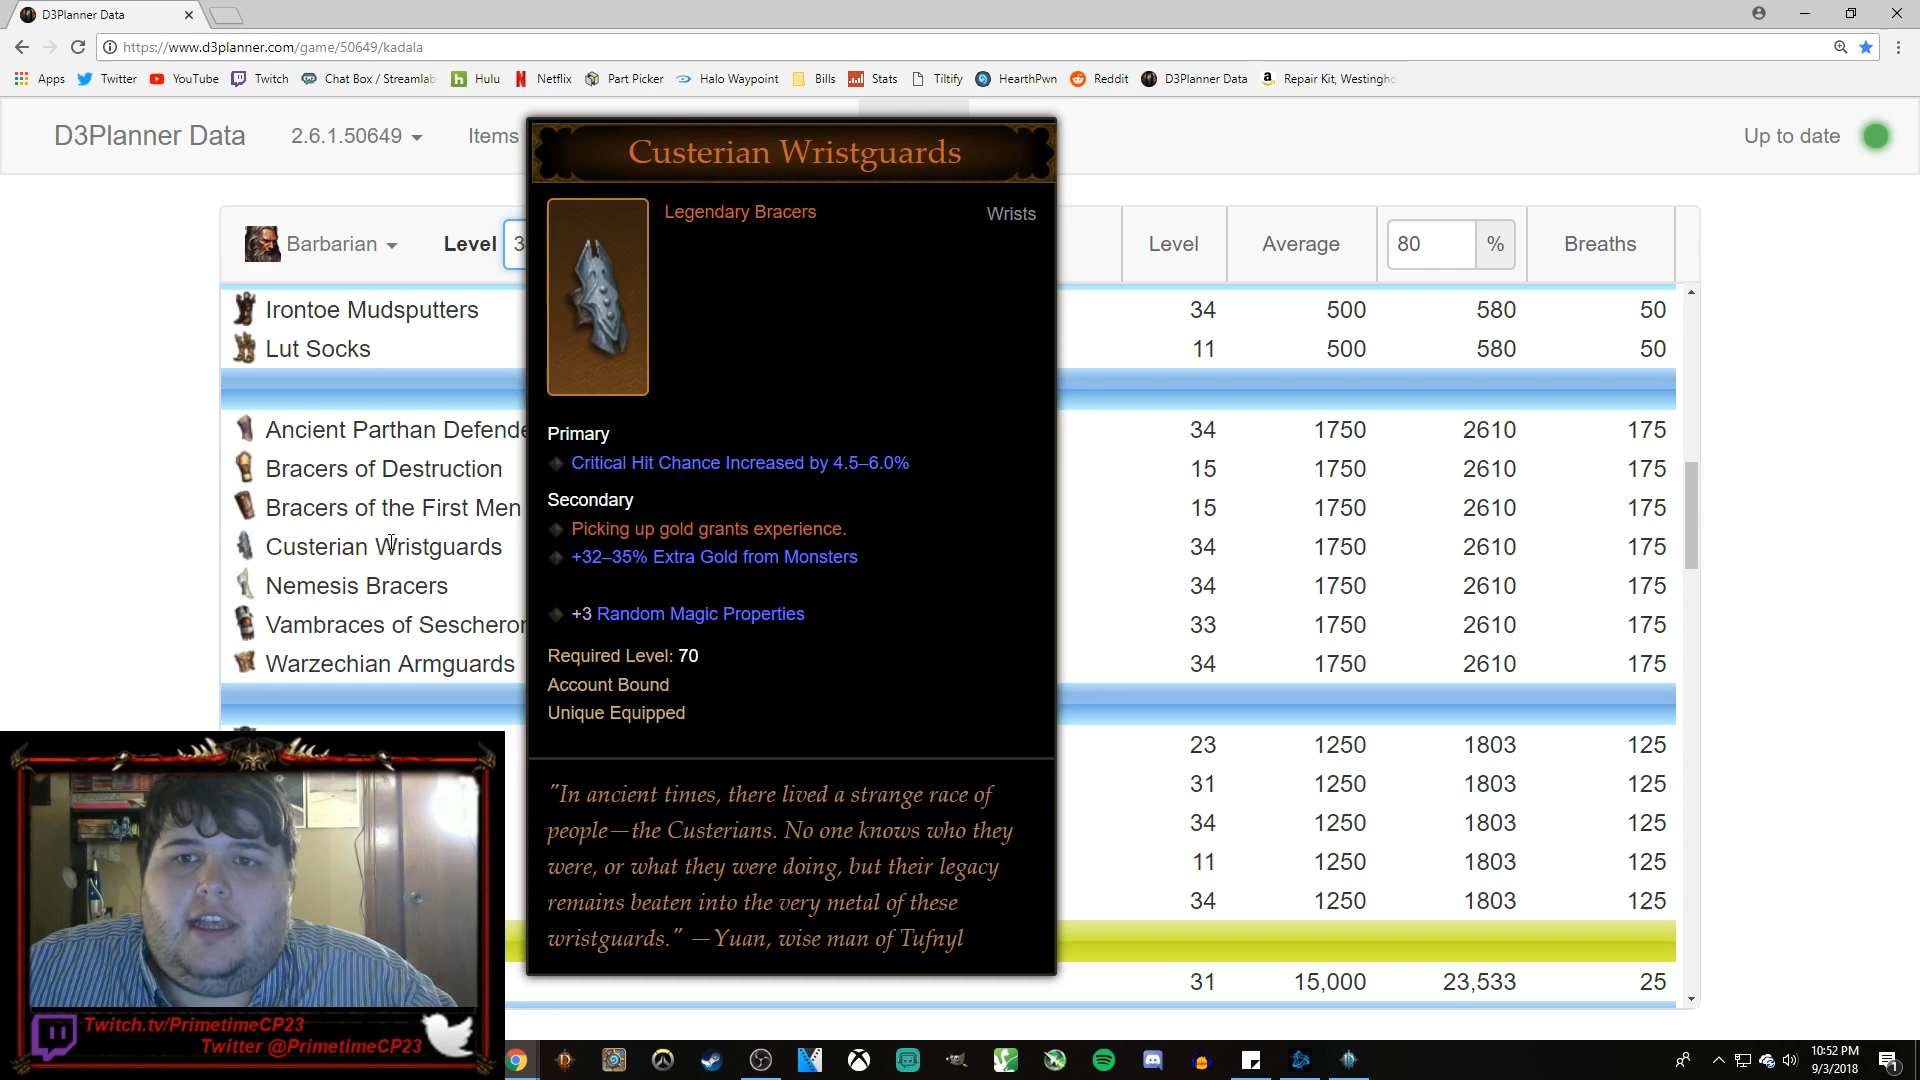 D3Planner Data
https://www.d3planner.com/game/50649/kadala
Apps Twitter YouTube Twitch Chat Box / Streamlab Hulu Netflix Part Picker Halo Waypoint Bills Stats Tiltify HearthPwn Reddit D3Planner Data Repair Kit, Westingho
D3Planner Data 2.6.1.50649 Items Up to date
Barbarian Level 3 Level Average 80 % Breaths
Irontoe Mudsputters 34 500 580 50
Lut Socks 11 500 580 50
Ancient Parthan Defende 34 1750 2610 175
Bracers of Destruction 15 1750 2610 175
Bracers of the First Men 15 1750 2610 175
Custerian Wristguards 34 1750 2610 175
Nemesis Bracers 34 1750 2610 175
Vambraces of Sescheron 33 1750 2610 175
Warzechian Armguards 34 1750 2610 175
23 1250 1803 125
31 1250 1803 125
34 1250 1803 125
11 1250 1803 125
34 1250 1803 125
31 15,000 23,533 25
Custerian Wristguards
Legendary Bracers Wrists
Primary
Critical Hit Chance Increased by 4.5–6.0%
Secondary
Picking up gold grants experience.
+32–35% Extra Gold from Monsters
+3 Random Magic Properties
Required Level: 70
Account Bound
Unique Equipped
"In ancient times, there lived a strange race of
people—the Custerians. No one knows who they
were, or what they were doing, but their legacy
remains beaten into the very metal of these
wristguards." —Yuan, wise man of Tufnyl
Twitch.tv/PrimetimeCP23
Twitter @PrimetimeCP23
10:52 PM
9/3/2018
1